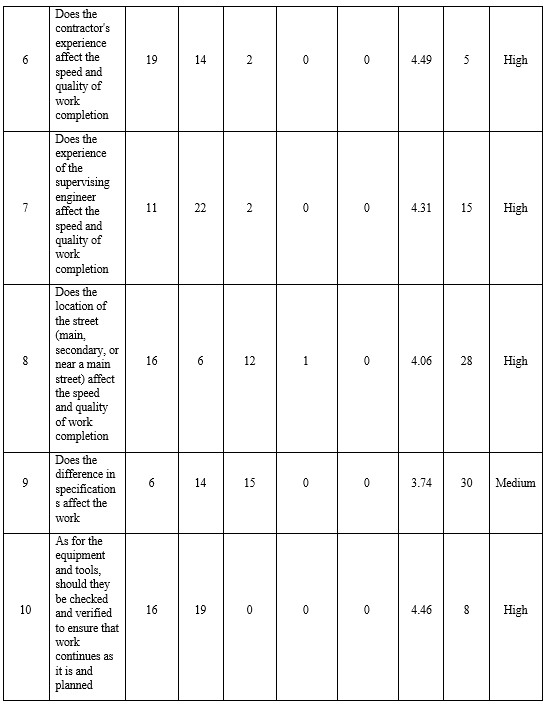 Does the
contractor's
experience
6 affect the 19 14 2 0 0 4.49 5 High
speed and
quality of
work
completion
Does the
experience
of the
supervising
engineer
7 affect the 11 22 2 0 0 4.31 15 High
speed and
quality of
work
completion
Does the
location of
the street
(main,
secondary, or
8 near a main 16 6 12 1 0 4.06 28 High
street) affect
the speed
and quality
of work
completion
Does the
difference in
9 specification 6 14 15 0 0 3.74 30 Medium
s affect the
work
As for the
equipment
and tools,
should they
be checked
10 and verified 16 19 0 0 0 4.46 8 High
to ensure that
work
continues as
it is and
planned